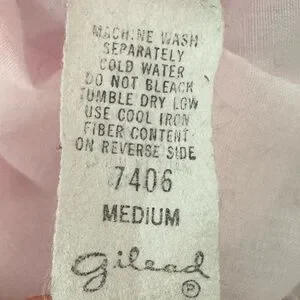 MACHINE WASH
SEPARATELY
COLD WATER
DO NOT BLEACH
TUMBLE DRY LOW
USE COOL IRON
FIBER CONTENT
ON REVERSE SIDE
7406
MEDIUM
gilead
Ⓟ